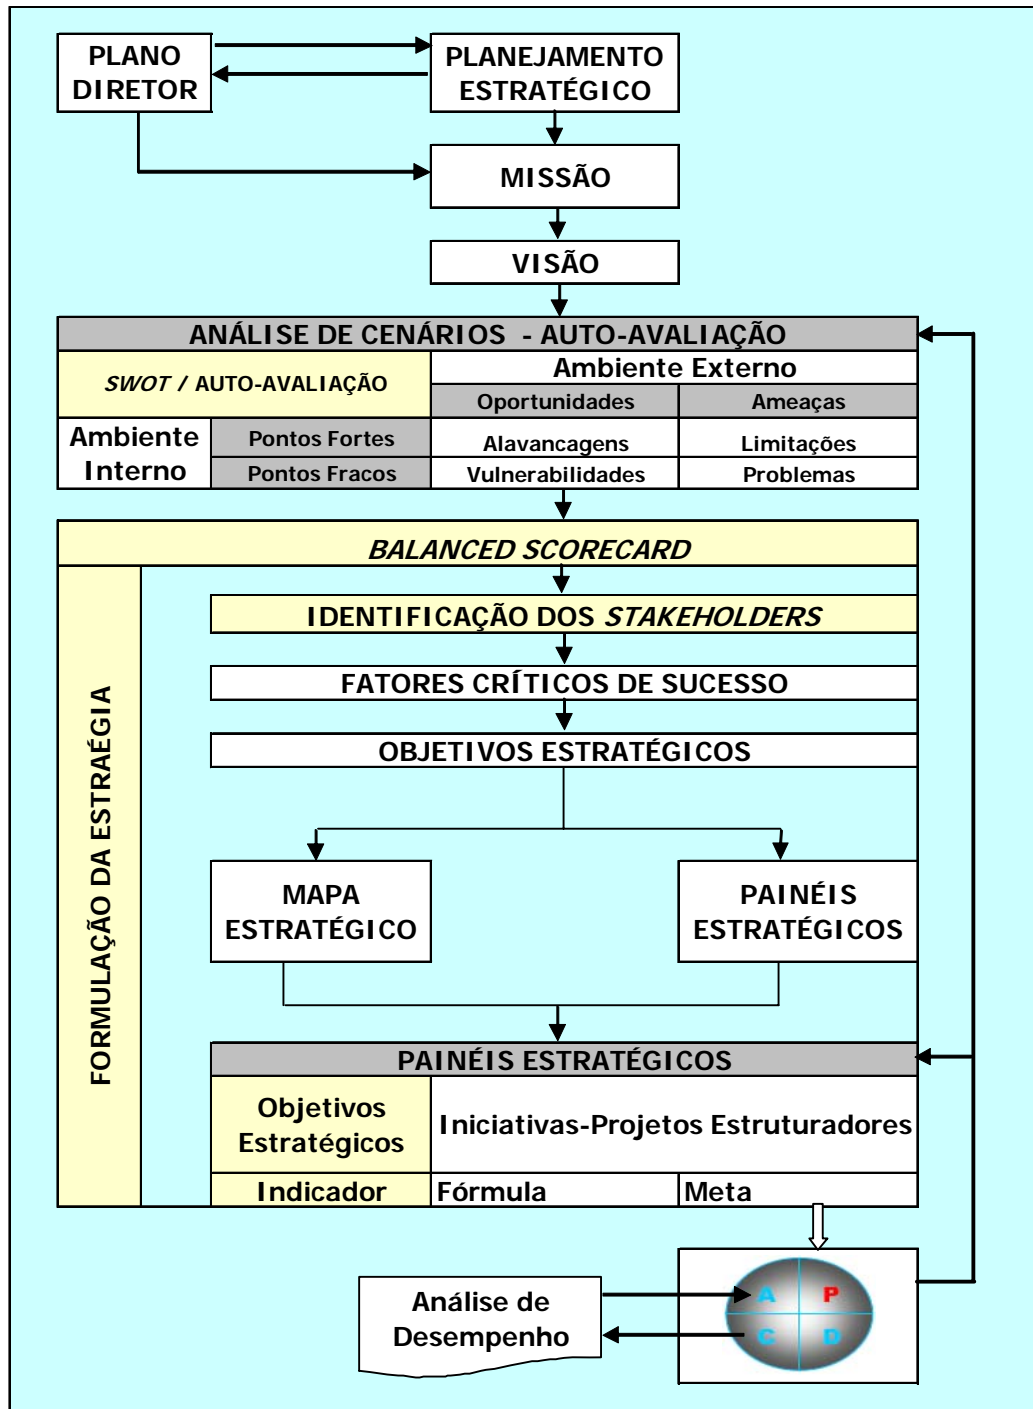 PLANO
DIRETOR
PLANEJAMENTO
ESTRATÉGICO
MISSÃO
VISÃO
ANÁLISE DE CENÁRIOS - AUTO-AVALIAÇÃO
SWOT / AUTO-AVALIAÇÃO
Ambiente Externo
Oportunidades
Ameaças
Ambiente
Interno
Pontos Fortes
Alavancagens
Limitações
Pontos Fracos
Vulnerabilidades
Problemas
BALANCED SCORECARD
FORMULAÇÃO DA ESTRAÉGIA
IDENTIFICAÇÃO DOS STAKEHOLDERS
FATORES CRÍTICOS DE SUCESSO
OBJETIVOS ESTRATÉGICOS
MAPA
ESTRATÉGICO
PAINÉIS
ESTRATÉGICOS
PAINÉIS ESTRATÉGICOS
Objetivos
Estratégicos
Iniciativas-Projetos Estruturadores
Indicador
Fórmula
Meta
Análise de
Desempenho
A P
C D